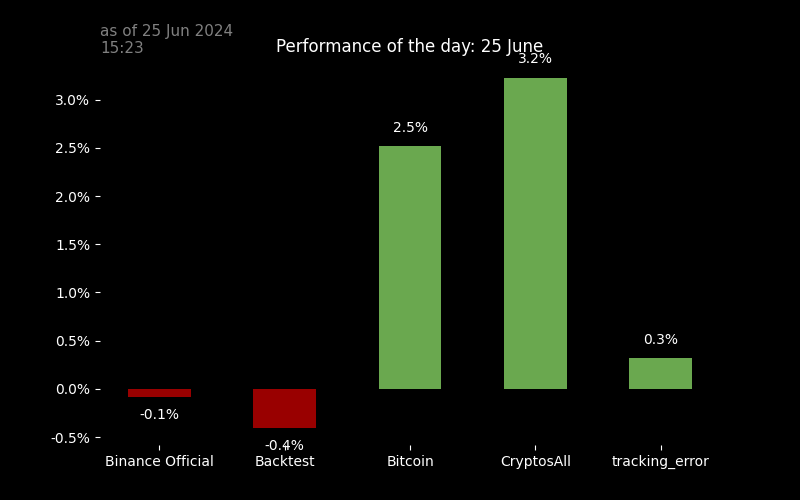 as of 25 Jun 2024
15:23
Performance of the day: 25 June
3.2%
3.0%
2.5%
2.5%
2.0%
1.5%
1.0%
0.5%
0.3%
0.0%
-0.1%
-0.5%
-0.4%
Binance Official
Backtest
Bitcoin
CryptosAll
tracking_error